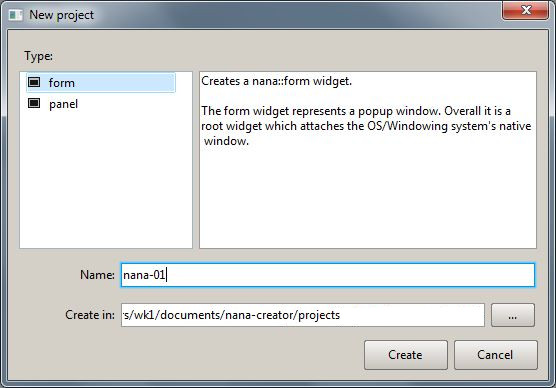 New project
Type:
form
panel
Creates a nana::form widget.
The form widget represents a popup window. Overall it is a
root widget which attaches the OS/Windowing system's native
window.
Name:
nana-01
Create in:
rs/wk1/documents/nana-creator/projects
...
Create
Cancel